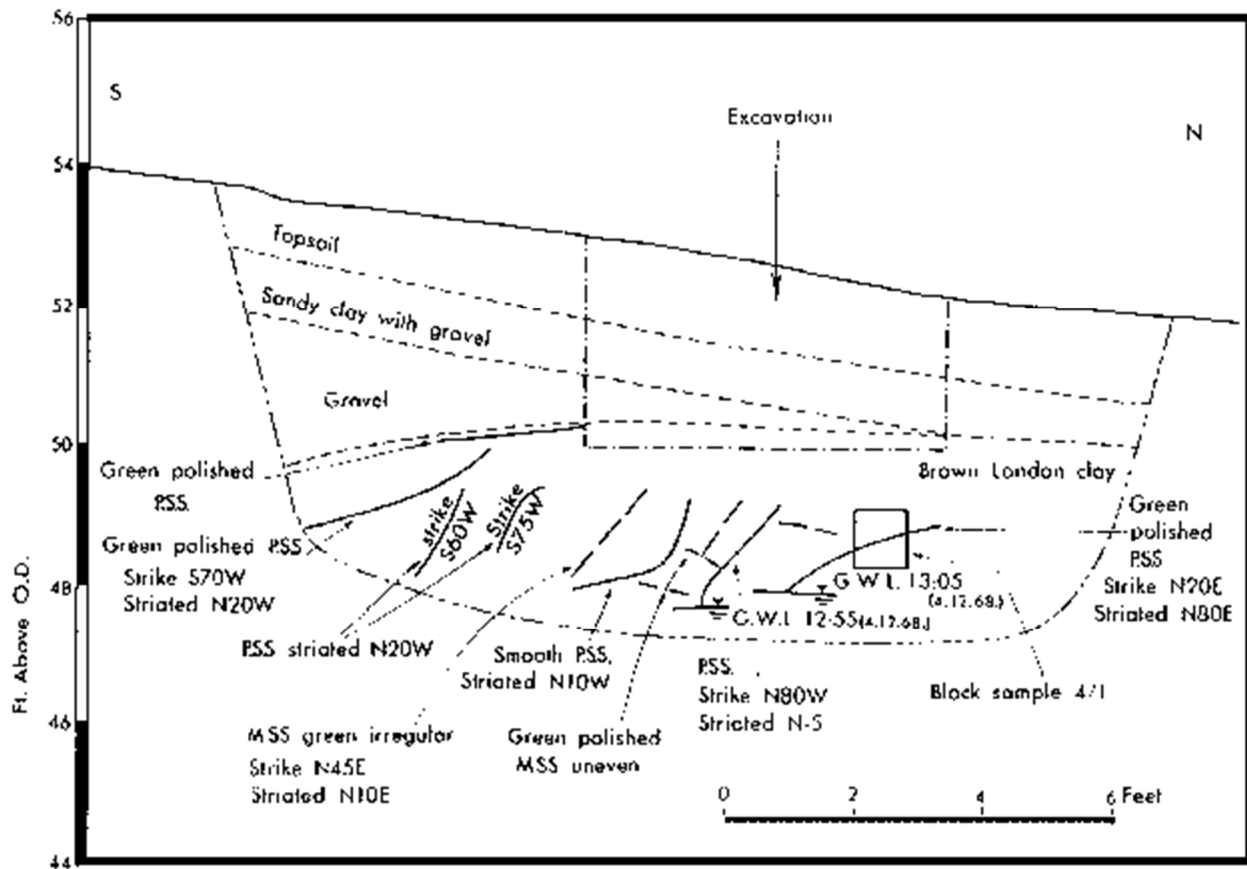 56
S
Excavation
N
54
Topsoil
52
Sandy clay with gravel
Gravel
50
Green polished
P.S.S.
Brown London clay
Green polished P.S.S
Strike S70W
Striated N20W
strike
S60W
Strike
S75W
Green
polished
P.S.S
Strike N20E
Striated N80E
48
G.W.L. 13:05
(4.12.68.)
G.W.L 12-55(4.12.68.)
P.S.S striated N20W
Smooth P.S.S,
Striated N10W
P.S.S.
Strike N80W
Striated N-S
Block sample 4/1
Ft. Above O.D.
46
MSS green irregular
Strike N45E
Striated N10E
Green polished
MSS uneven
0
2
4
6 Feet
44